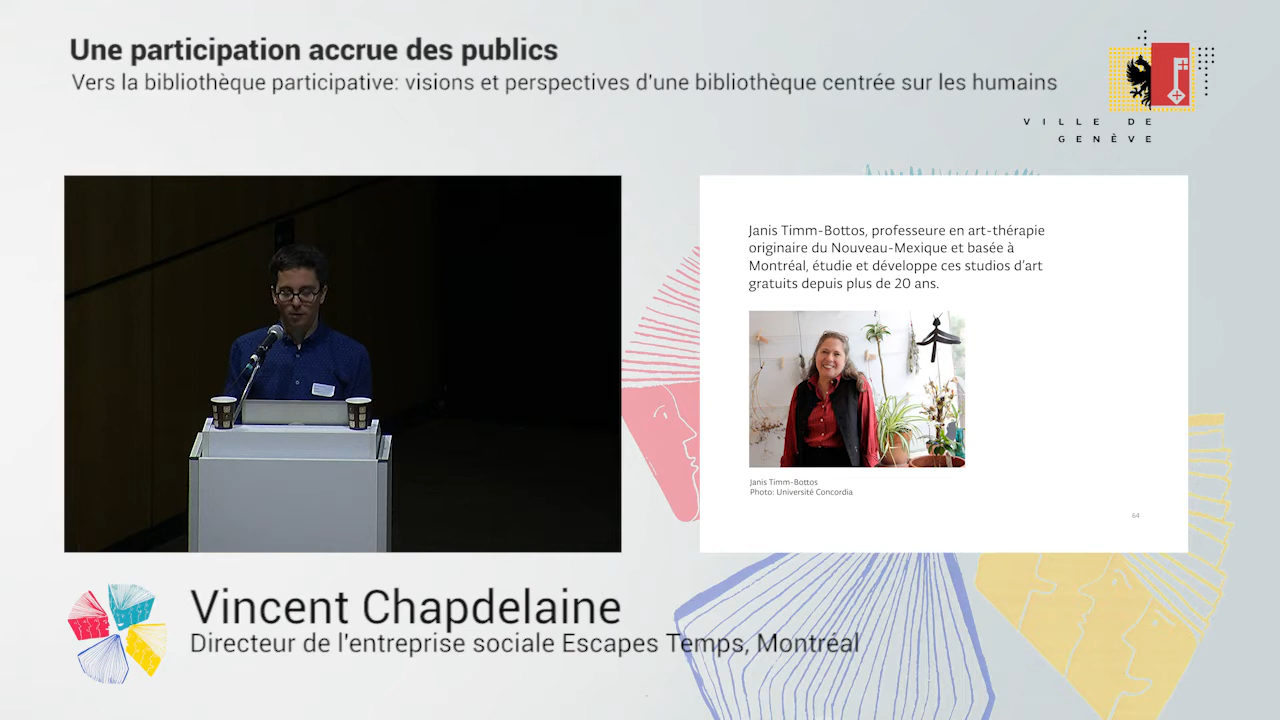 Une participation accrue des publics
Vers la bibliothèque participative: visions et perspectives d'une bibliothèque centrée sur les humains
VILLE DE
GENÈVE
Janis Timm-Bottos, professeure en art-thérapie
originaire du Nouveau-Mexique et basée à
Montréal, étudie et développe ces studios d'art
gratuits depuis plus de 20 ans.
Janis Timm-Bottos
Photo: Université Concordia
64
Vincent Chapdelaine
Directeur de l'entreprise sociale Escapes Temps, Montréal